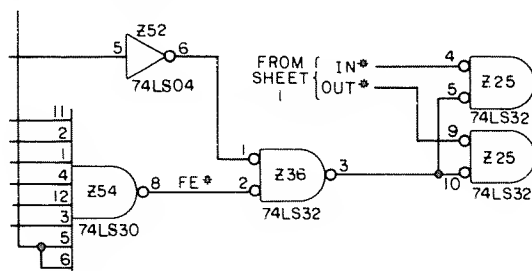 Z52
5 6
74LS04
FROM SHEET 1 { IN*
OUT*
4
5
Z25
74LS32
9
10
Z25
74LS32
11
2
1
4
12
3
5
6
Z54
8 FE*
74LS30
1
2
Z36
3
74LS32